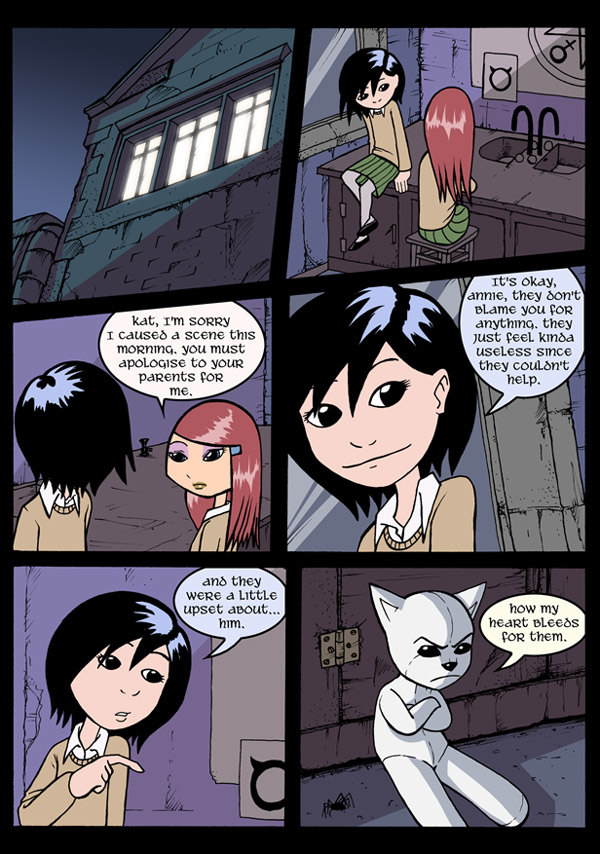 Kat, I'm sorry
I caused a scene this
morning. You must
apologise to your
parents for
me.
It's okay,
Annie, they don't
blame you for
anything. They
just feel kinda
useless since
they couldn't
help.
And they
were a little
upset about...
him.
How my
heart bleeds
for them.